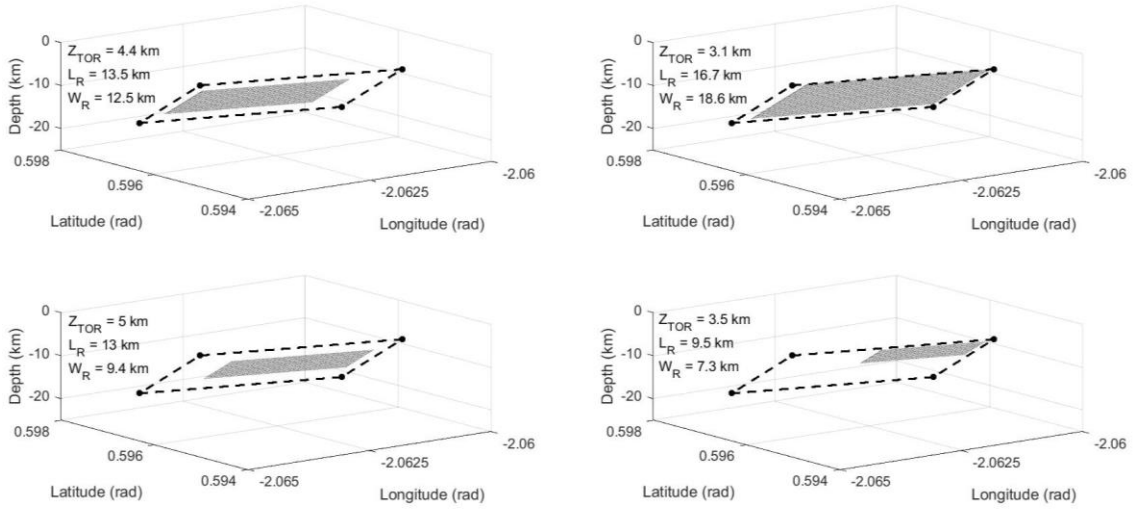 0
-10
-20
Depth (km)
Z_TOR = 4.4 km
L_R = 13.5 km
W_R = 12.5 km
0.598
0.596
0.594
Latitude (rad)
-2.065
-2.0625
-2.06
Longitude (rad)
0
-10
-20
Depth (km)
Z_TOR = 3.1 km
L_R = 16.7 km
W_R = 18.6 km
0.598
0.596
0.594
Latitude (rad)
-2.065
-2.0625
-2.06
Longitude (rad)
0
-10
-20
Depth (km)
Z_TOR = 5 km
L_R = 13 km
W_R = 9.4 km
0.598
0.596
0.594
Latitude (rad)
-2.065
-2.0625
-2.06
Longitude (rad)
0
-10
-20
Depth (km)
Z_TOR = 3.5 km
L_R = 9.5 km
W_R = 7.3 km
0.598
0.596
0.594
Latitude (rad)
-2.065
-2.0625
-2.06
Longitude (rad)